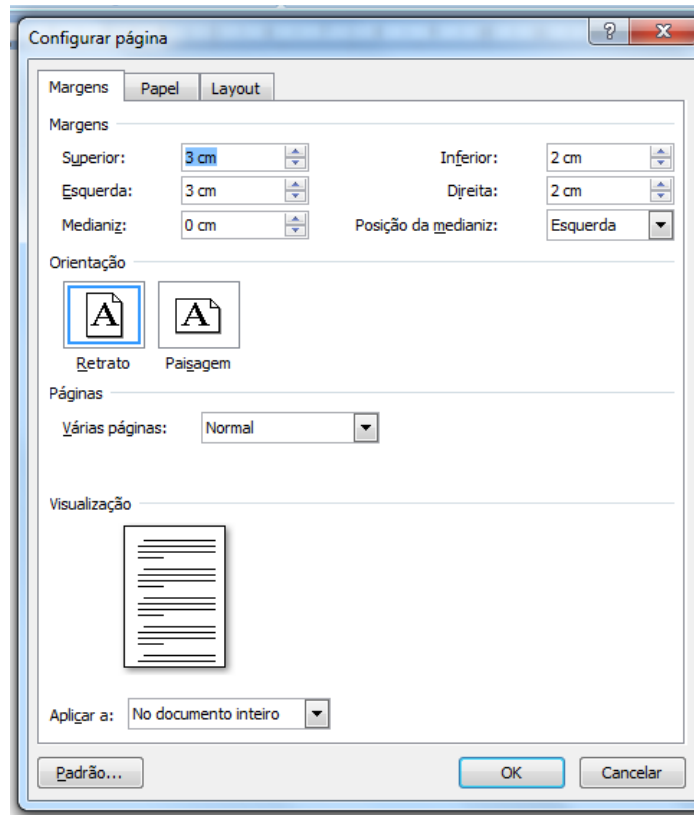 Configurar página
Margens Papel Layout
Margens
Superior: 3 cm Inferior: 2 cm
Esquerda: 3 cm Direita: 2 cm
Medianiz: 0 cm Posição da medianiz: Esquerda
Orientação
A A
Retrato Paisagem
Páginas
Várias páginas: Normal
Visualização
Aplicar a: No documento inteiro
Padrão... OK Cancelar